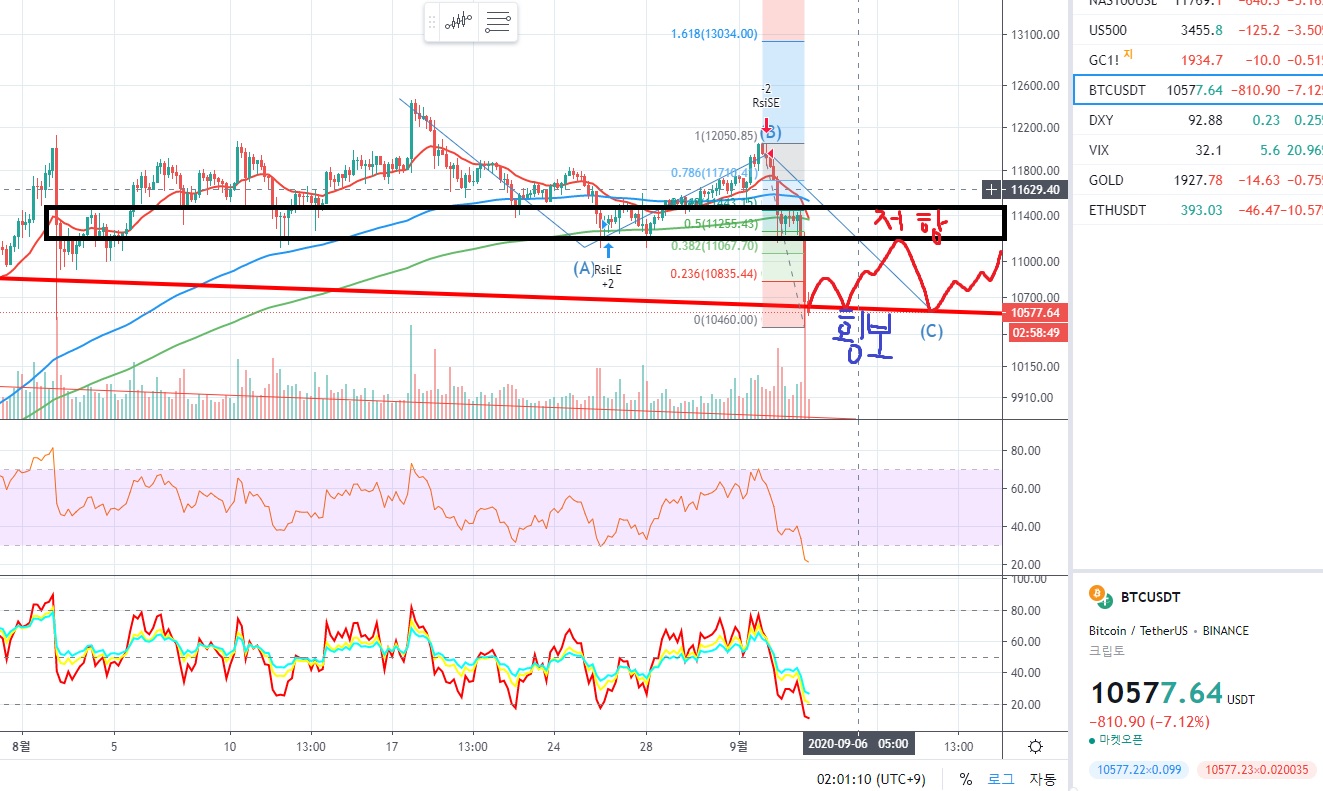 US500 3455.8 −125.2 −3.50
GC1! 지 1934.7 −10.0 −0.51
BTCUSDT 10577.64 −810.90 −7.12
DXY 92.88 0.23 0.25
VIX 32.1 5.6 20.96
GOLD 1927.78 −14.63 −0.75
ETHUSDT 393.03 −46.47 −10.57
1.618(13034.00)
-2
RsiSE
1(12050.85)
(B)
0.5(11255.43)
0.382(11067.70)
0.236(10835.44)
0(10460.00)
(A)
RsiLE
+2
저항
횡보
(C)
13100.00
12600.00
12200.00
11800.00
11629.40
11400.00
11000.00
10700.00
10577.64
02:58:49
10150.00
9910.00
80.00
60.00
40.00
20.00
100.00
80.00
60.00
40.00
20.00
8월 5 10 13:00 17 13:00 24 28 9월 2020-09-06 05:00 13:00
02:01:10 (UTC+9) % 로그 자동
BTCUSDT
Bitcoin / TetherUS • BINANCE
크립토
10577.64 USDT
−810.90 (−7.12%)
마켓오픈
10577.22×0.099 10577.23×0.020035